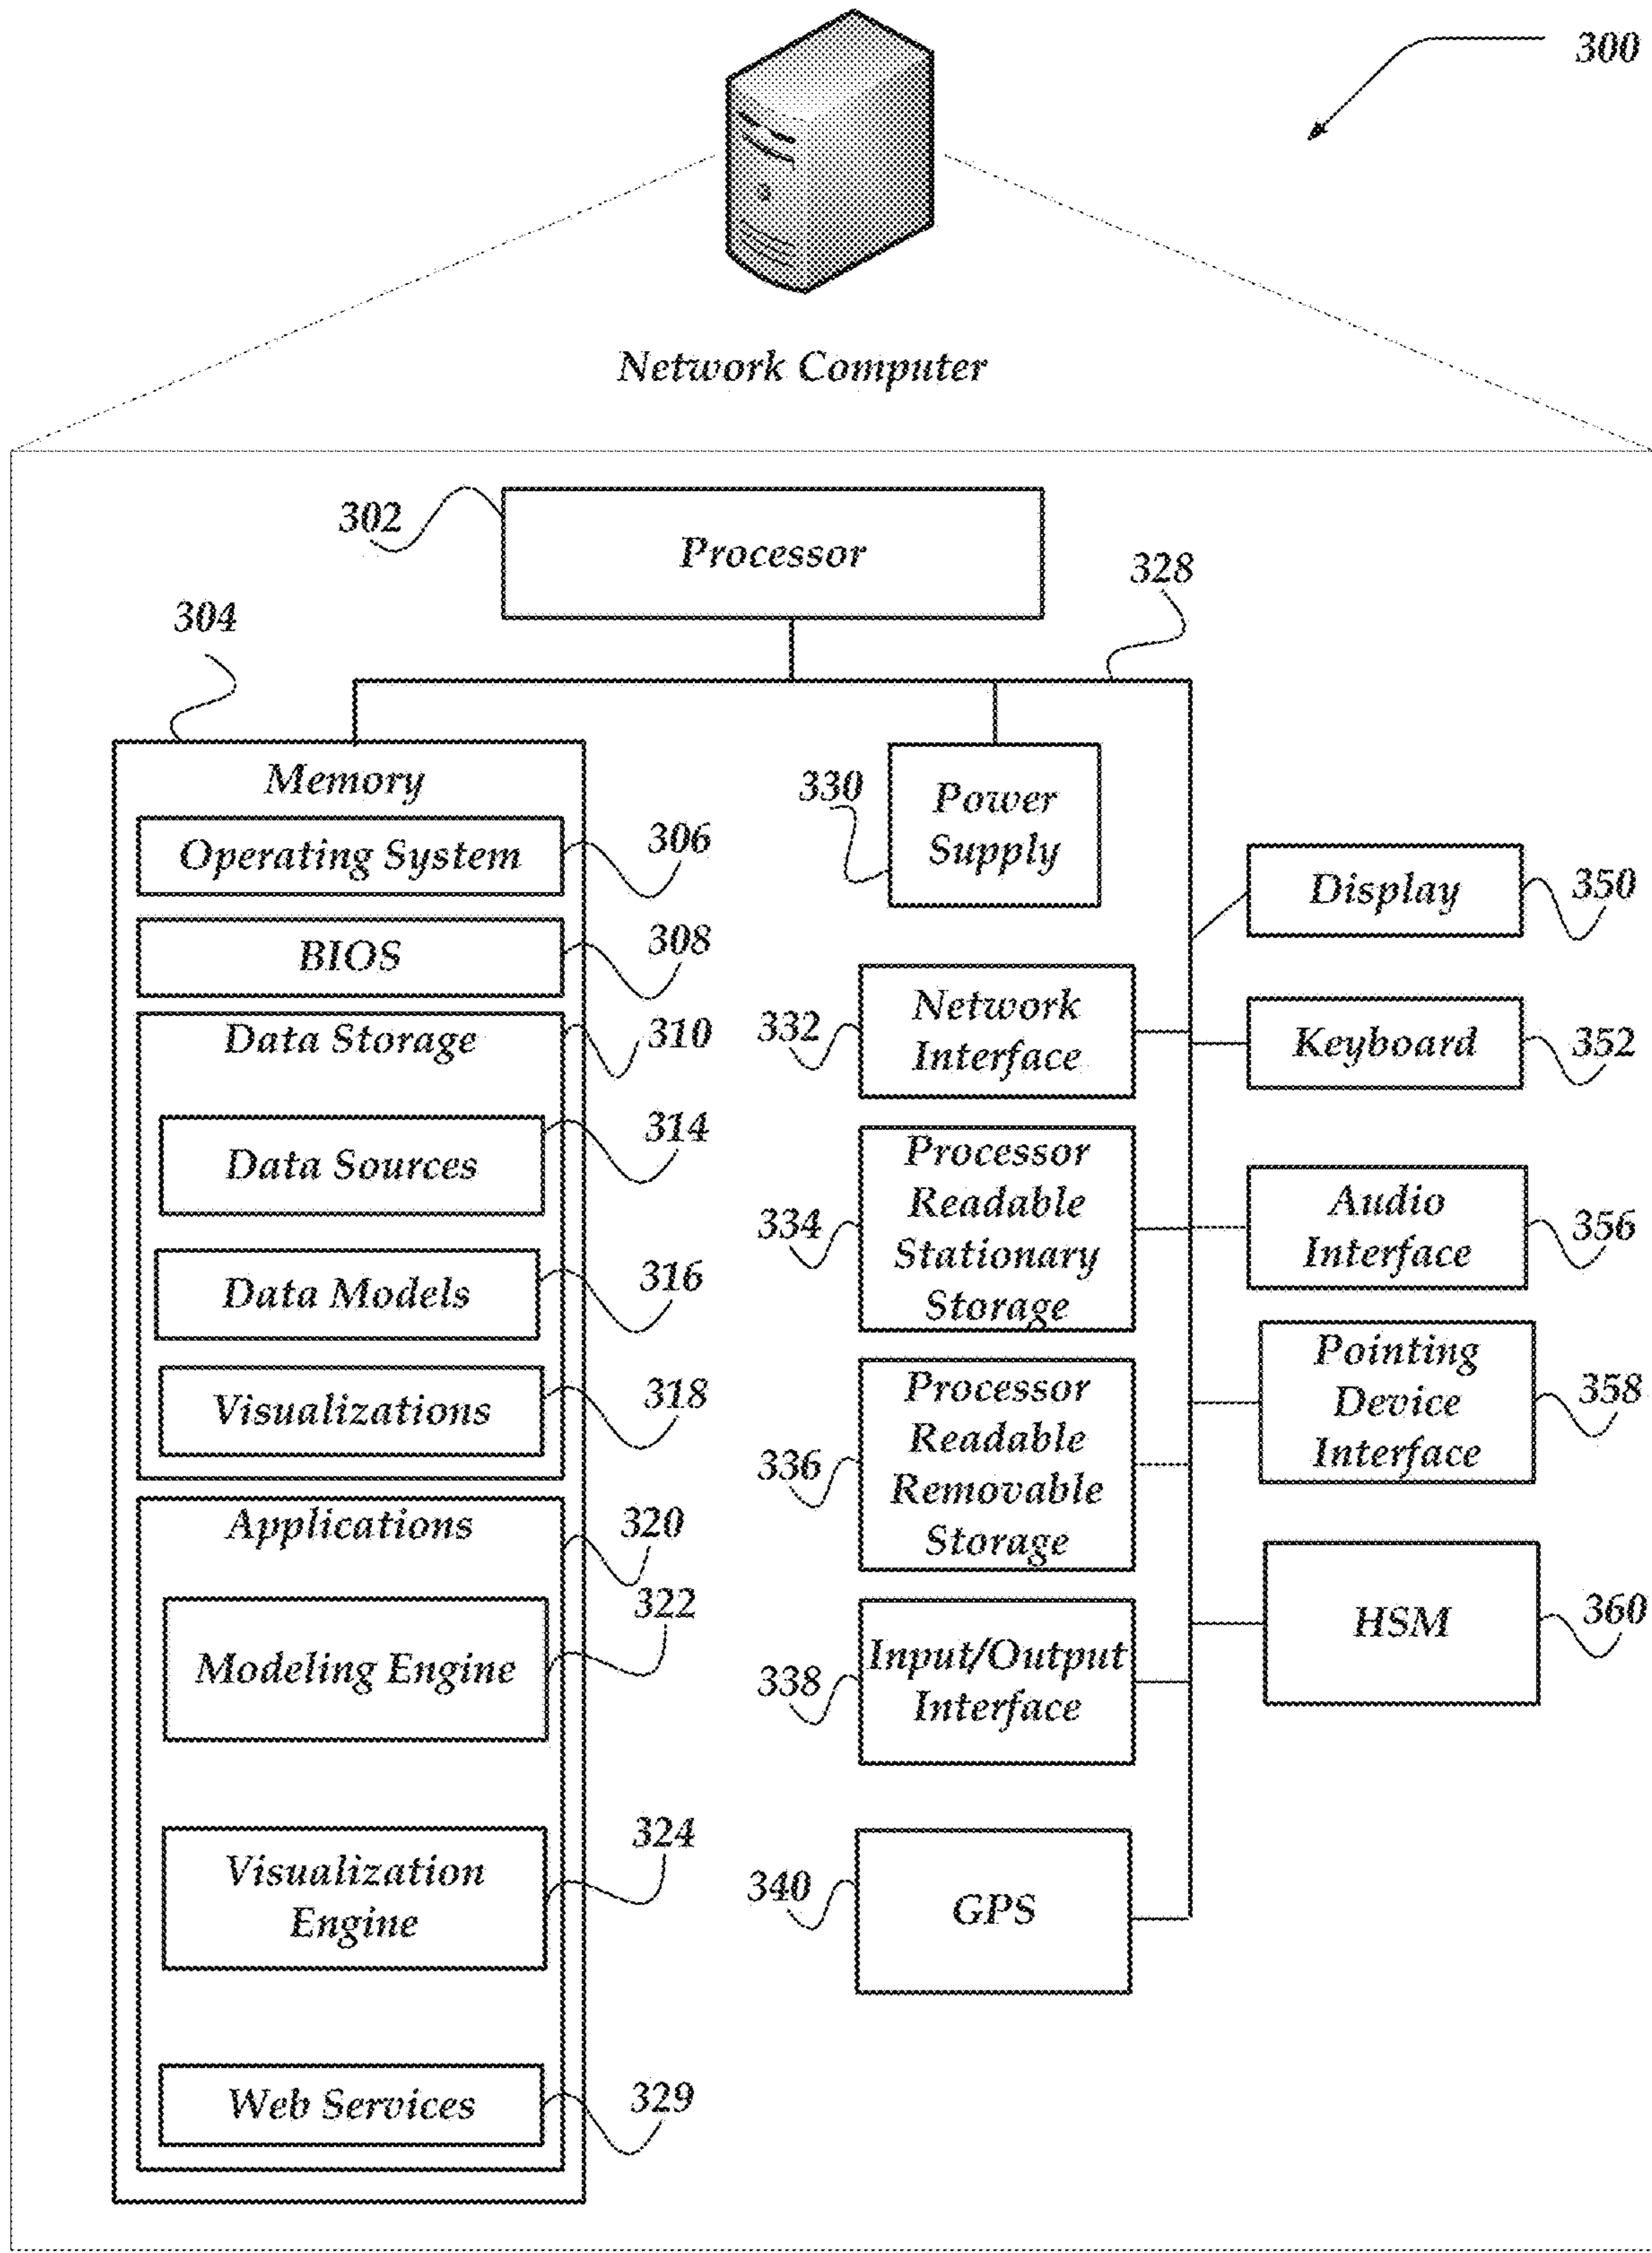 300
Network Computer
302
Processor
328
304
Memory
Operating System
306
BIOS
308
Data Storage
310
Data Sources
314
Data Models
316
Visualizations
318
Applications
320
322
Modeling Engine
324
Visualization
Engine
Web Services
329
330
Power
Supply
332
Network
Interface
334
Processor
Readable
Stationary
Storage
336
Processor
Readable
Removable
Storage
338
Input/Output
Interface
340
GPS
Display
350
Keyboard
352
Audio
Interface
356
Pointing
Device
Interface
358
HSM
360